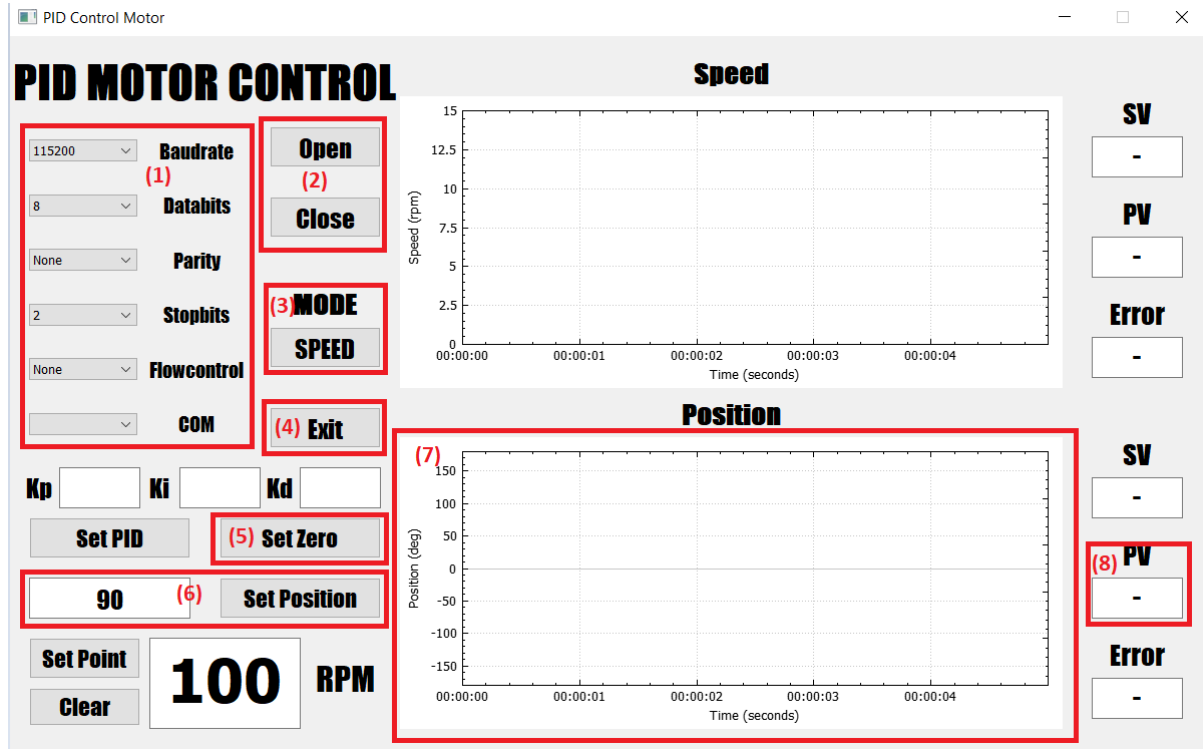 PID Control Motor
PID MOTOR CONTROL
115200 Baudrate
(1)
8 Databits
None Parity
2 Stopbits
None Flowcontrol
COM
Open
(2)
Close
(3) MODE
SPEED
(4) Exit
Kp Ki Kd
Set PID
(5) Set Zero
90 (6) Set Position
Set Point
Clear
100 RPM
Speed
15
12.5
10
7.5
5
2.5
0
Speed (rpm)
00:00:00 00:00:01 00:00:02 00:00:03 00:00:04
Time (seconds)
SV
-
PV
-
Error
-
Position
(7)
150
100
50
0
-50
-100
-150
Position (deg)
00:00:00 00:00:01 00:00:02 00:00:03 00:00:04
Time (seconds)
SV
-
(8) PV
-
Error
-